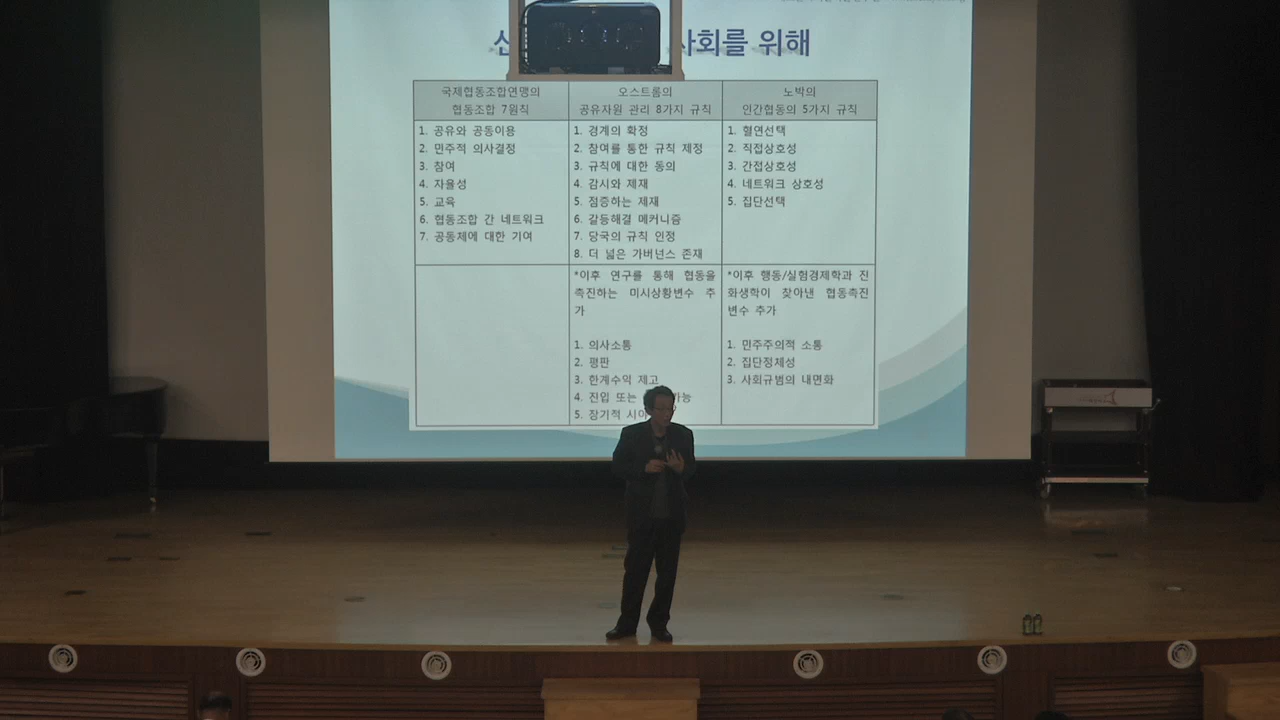 사회를 위해
국제협동조합연맹의
협동조합 7원칙
오스트롬의
공유자원 관리 8가지 규칙
노박의
인간협동의 5가지 규칙
1. 공유와 공동이용
2. 민주적 의사결정
3. 참여
4. 자율성
5. 교육
6. 협동조합 간 네트워크
7. 공동체에 대한 기여
1. 경계의 확정
2. 참여를 통한 규칙 제정
3. 규칙에 대한 동의
4. 감시와 제재
5. 점증하는 제재
6. 갈등해결 메커니즘
7. 당국의 규칙 인정
8. 더 넓은 가버넌스 존재
1. 혈연선택
2. 직접상호성
3. 간접상호성
4. 네트워크 상호성
5. 집단선택
*이후 연구를 통해 협동을
촉진하는 미시상황변수 추
가
1. 의사소통
2. 평판
3. 한계수익 제고
4. 진입 또는
5. 장기적 시야
*이후 행동/실험경제학과 진
화생학이 찾아낸 협동촉진
변수 추가
1. 민주주의적 소통
2. 집단정체성
3. 사회규범의 내면화